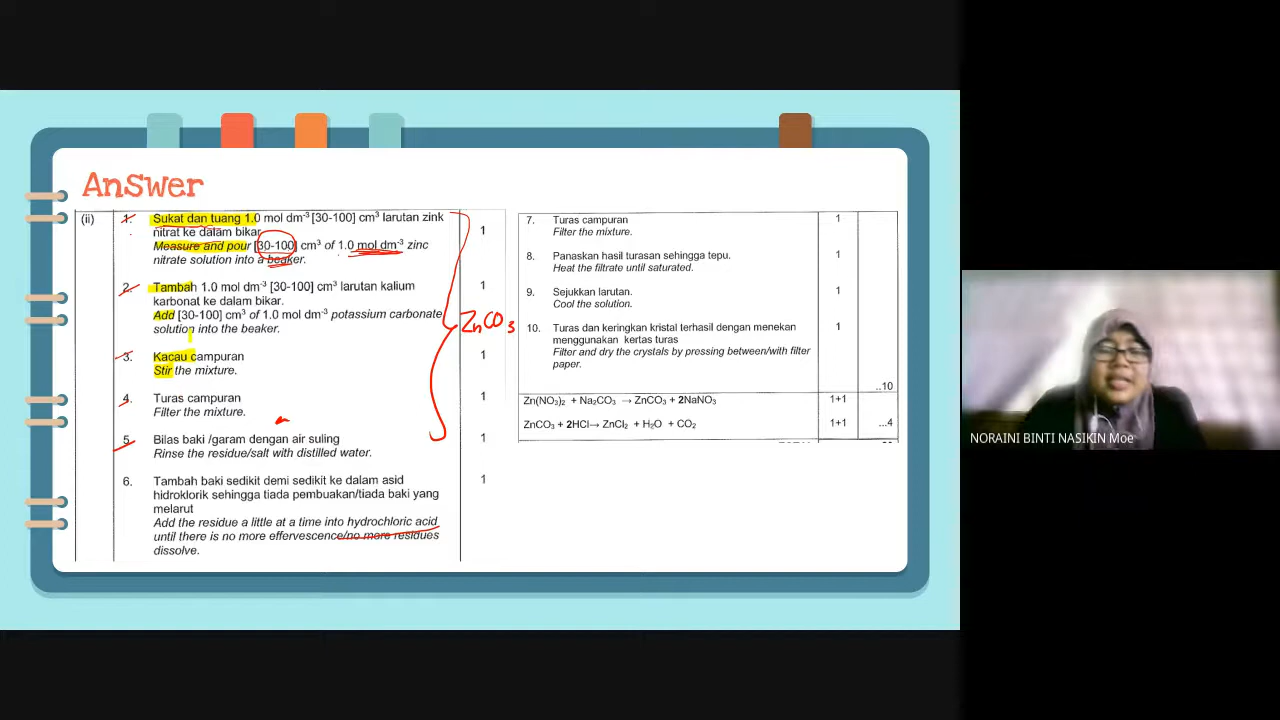 Answer
(ii)
1. Sukat dan tuang 1.0 mol dm-3 [30-100] cm3 larutan zink
nitrat ke dalam bikar
Measure and pour [30-100] cm3 of 1.0 mol dm-3 zinc
nitrate solution into a beaker.
1
2. Tambah 1.0 mol dm-3 [30-100] cm3 larutan kalium
karbonat ke dalam bikar.
Add [30-100] cm3 of 1.0 mol dm-3 potassium carbonate
solution into the beaker.
1
ZnCO3
3. Kacau campuran
Stir the mixture.
1
4. Turas campuran
Filter the mixture.
1
5. Bilas baki /garam dengan air suling
Rinse the residue/salt with distilled water.
1
6. Tambah baki sedikit demi sedikit ke dalam asid
hidroklorik sehingga tiada pembuakan/tiada baki yang
melarut
Add the residue a little at a time into hydrochloric acid
until there is no more effervescence/no more residues
dissolve.
1
7. Turas campuran
Filter the mixture.
1
8. Panaskan hasil turasan sehingga tepu.
Heat the filtrate until saturated.
1
9. Sejukkan larutan.
Cool the solution.
1
10. Turas dan keringkan kristal terhasil dengan menekan
menggunakan kertas turas
Filter and dry the crystals by pressing between/with filter
paper.
1
..10
Zn(NO3)2 + Na2CO3 → ZnCO3 + 2NaNO3
1+1
ZnCO3 + 2HCl→ ZnCl2 + H2O + CO2
1+1
...4
NORAINI BINTI NASIKIN Moe